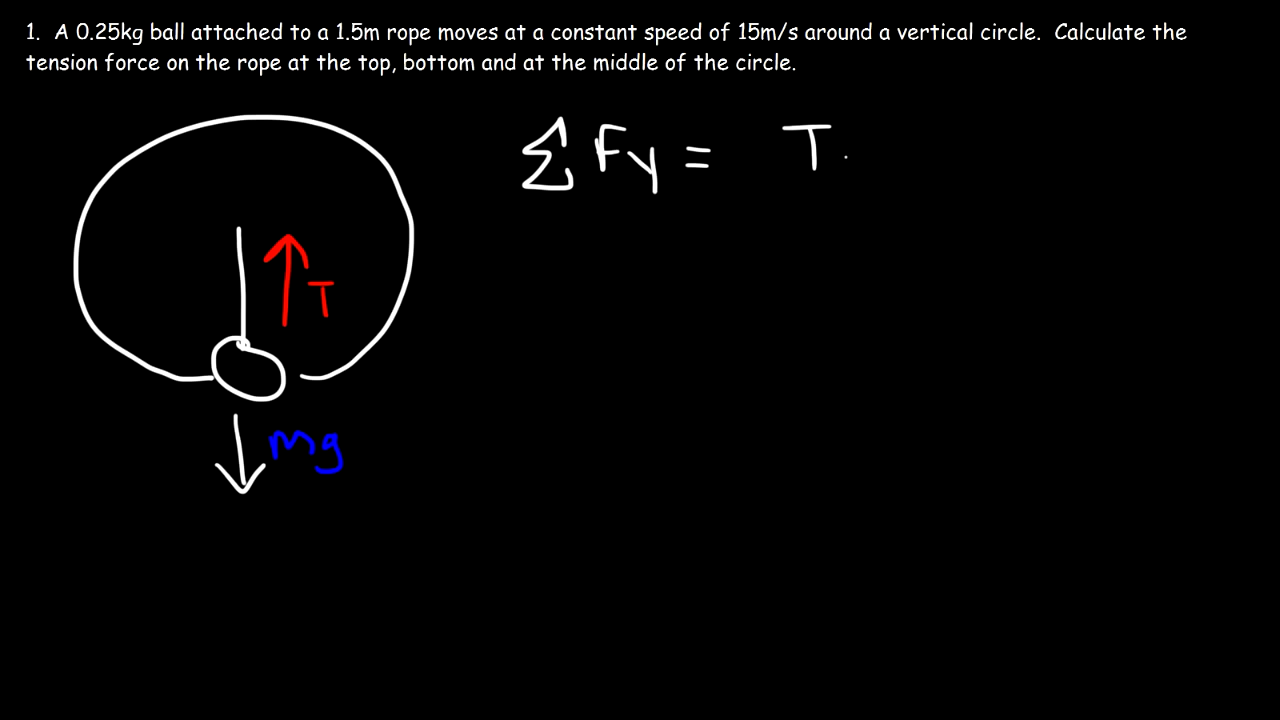 1. A 0.25kg ball attached to a 1.5m rope moves at a constant speed of 15m/s around a vertical circle. Calculate the
tension force on the rope at the top, bottom and at the middle of the circle.
∑Fy = T
T
mg